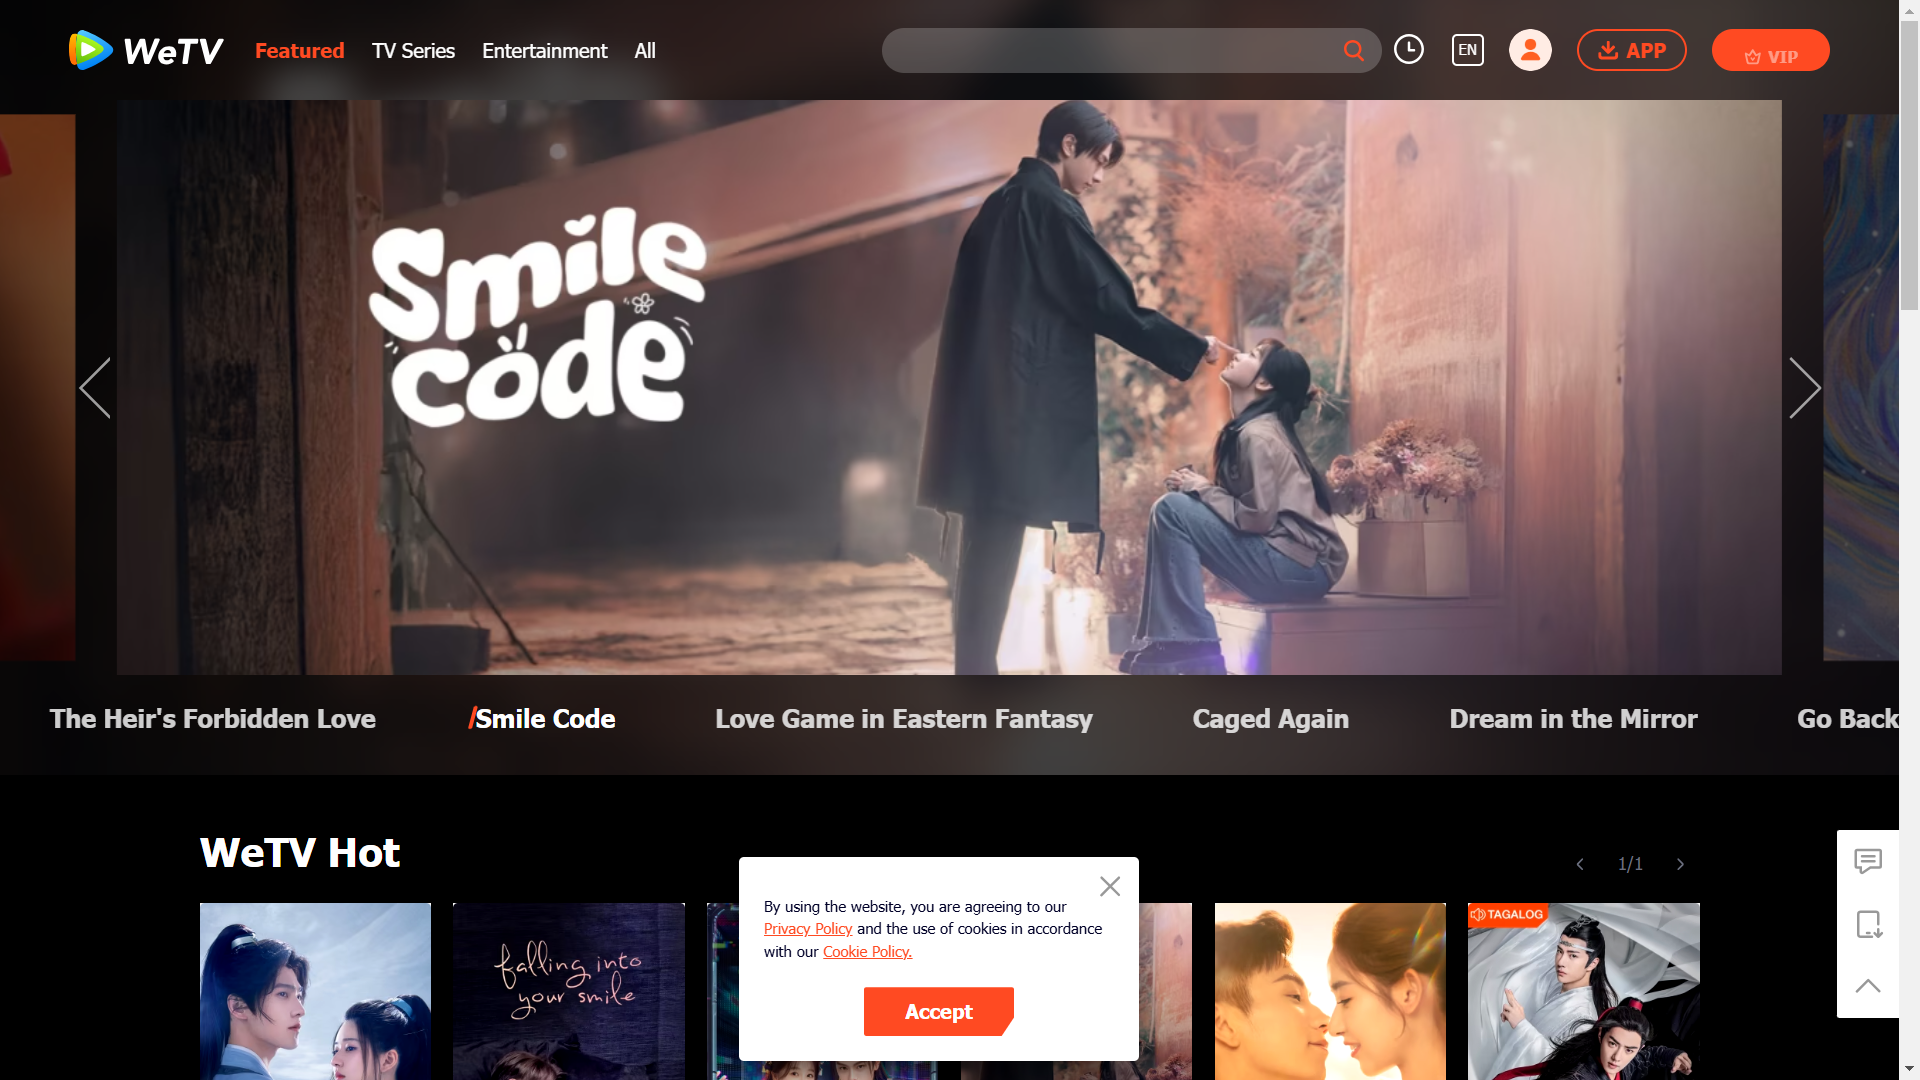 WeTV
Featured
TV Series
Entertainment
All
EN
APP
VIP
Smile
Code
The Heir's Forbidden Love
Smile Code
Love Game in Eastern Fantasy
Caged Again
Dream in the Mirror
Go Back
WeTV Hot
1/1
falling into
your smile
TAGALOG
By using the website, you are agreeing to our
Privacy Policy and the use of cookies in accordance
with our Cookie Policy.
Accept